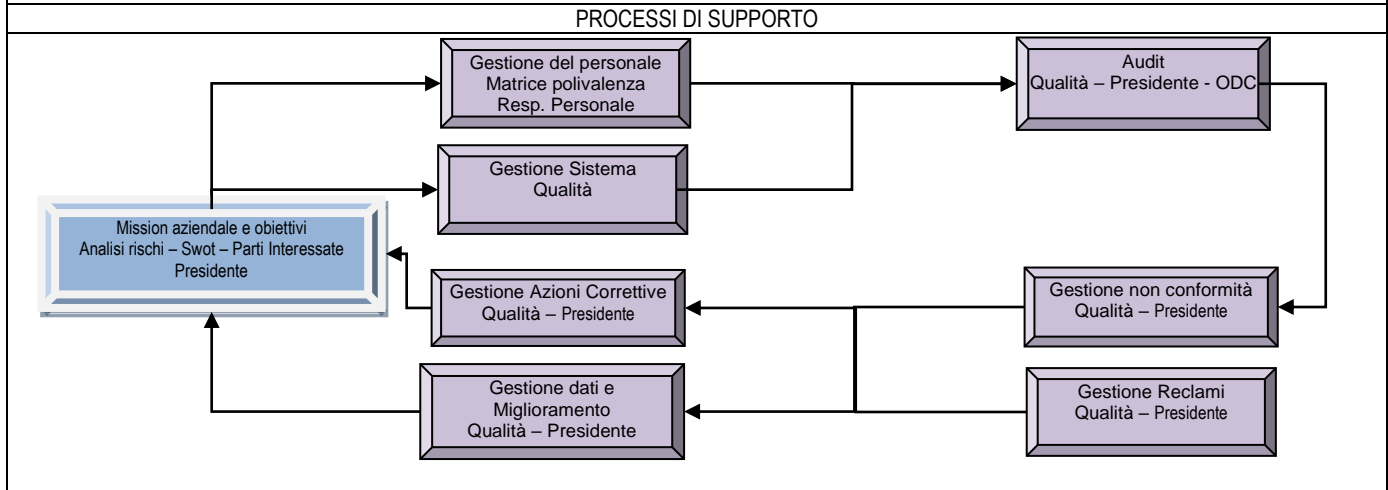 PROCESSI DI SUPPORTO
Gestione del personale
Matrice polivalenza
Resp. Personale
Audit
Qualità – Presidente - ODC
Gestione Sistema
Qualità
Mission aziendale e obiettivi
Analisi rischi – Swot – Parti Interessate
Presidente
Gestione Azioni Correttive
Qualità – Presidente
Gestione non conformità
Qualità – Presidente
Gestione dati e
Miglioramento
Qualità – Presidente
Gestione Reclami
Qualità – Presidente